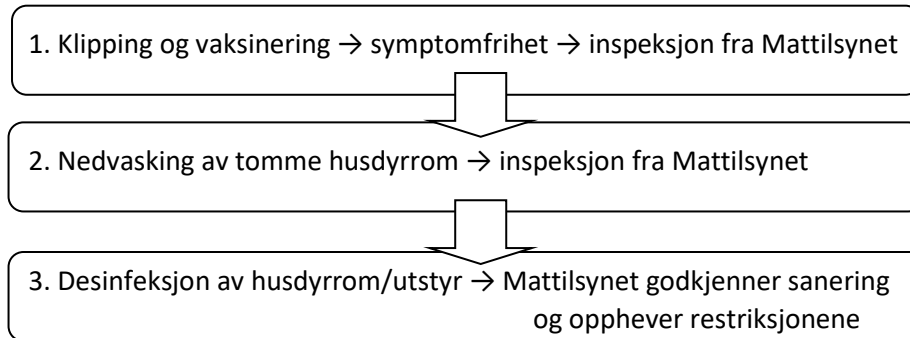 1. Klipping og vaksinering → symptomfrihet → inspeksjon fra Mattilsynet
2. Nedvasking av tomme husdyrrom → inspeksjon fra Mattilsynet
3. Desinfeksjon av husdyrrom/utstyr → Mattilsynet godkjenner sanering
og opphever restriksjonene